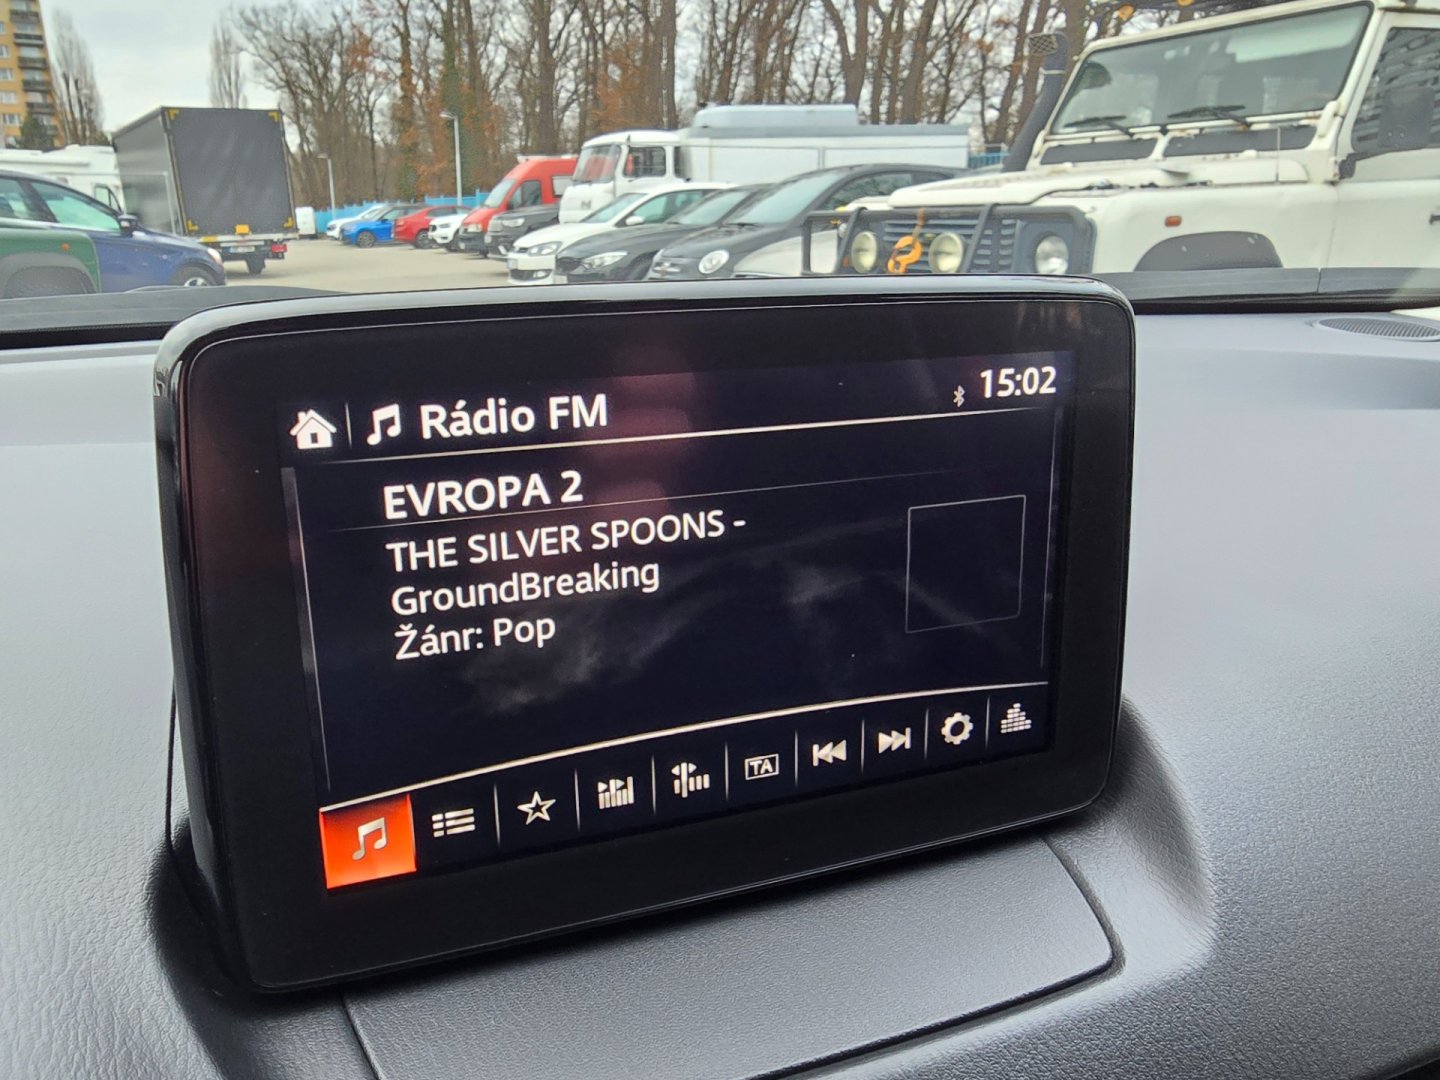 Rádio FM
15:02
EVROPA 2
THE SILVER SPOONS -
GroundBreaking
Žánr: Pop
TA